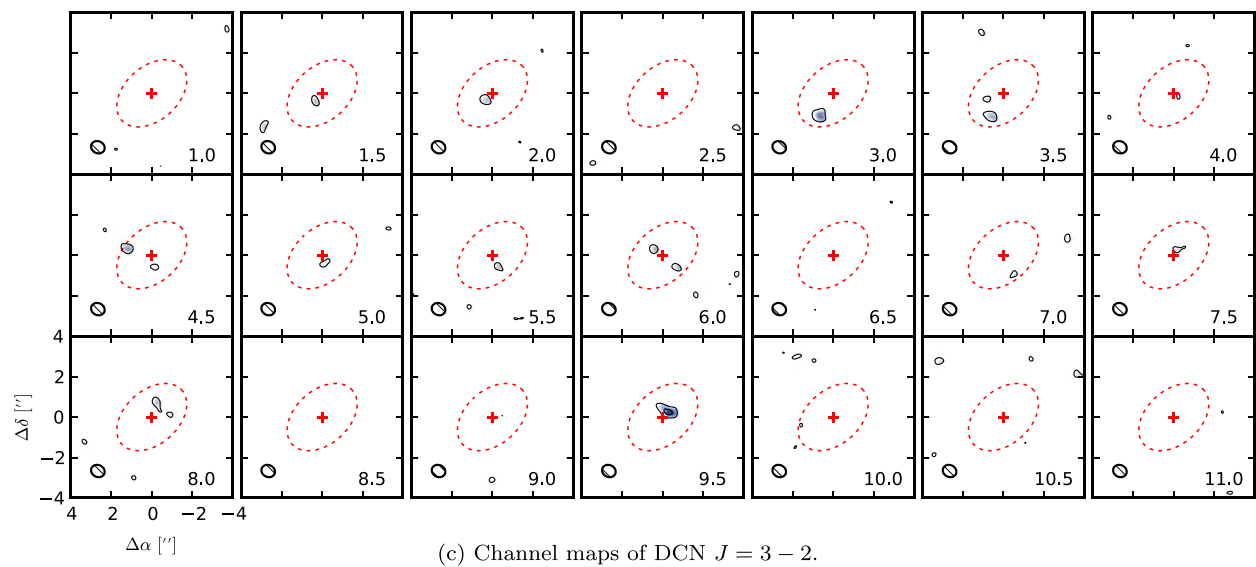 1.0 1.5 2.0 2.5 3.0 3.5 4.0
4.5 5.0 5.5 6.0 6.5 7.0 7.5
4
2
0
−2
−4
Δδ [′′]
8.0 8.5 9.0 9.5 10.0 10.5 11.0
4 2 0 −2 −4
Δα [′′]
(c) Channel maps of DCN J = 3 − 2.